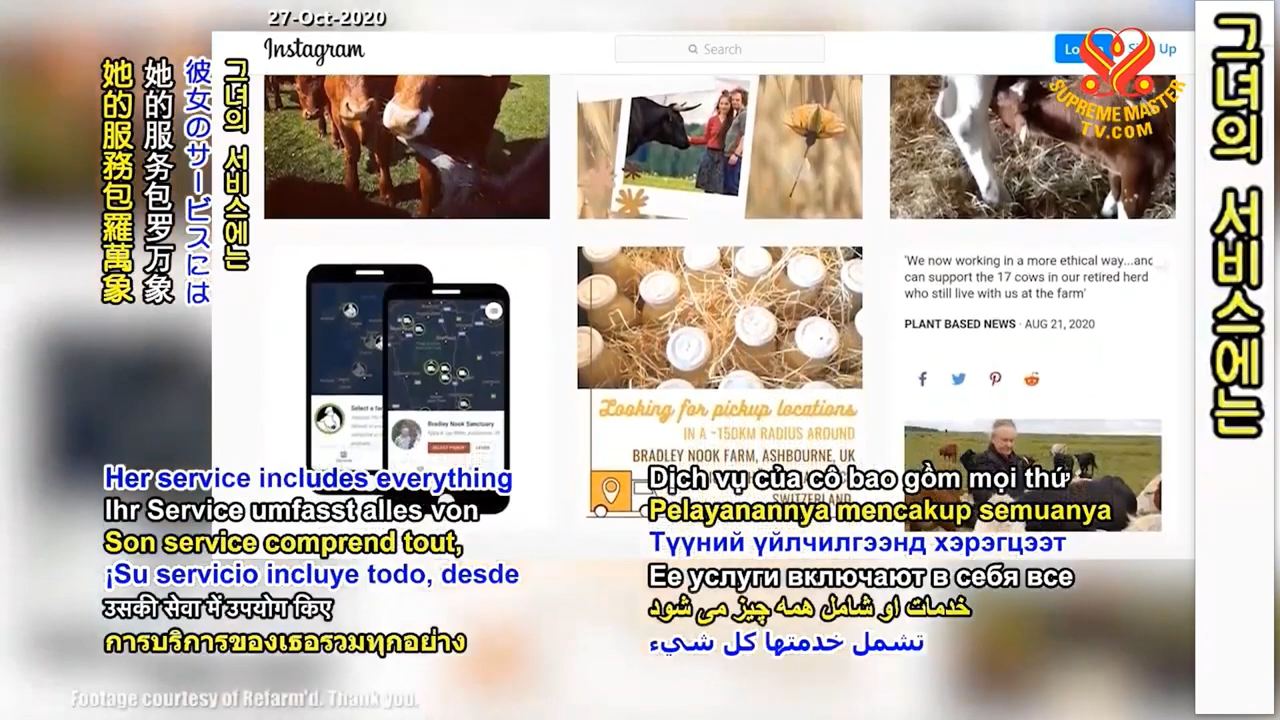 27-Oct-2020
Instagram
Search
Up
SUPREME MASTER
TV.COM
그녀의 서비스에는
그녀의 서비스에는
彼女のサービスには
她的服务包罗万象
她的服務包羅萬象
'We now working in a more ethical way...and
can support the 17 cows in our retired herd
who still live with us at the farm'
PLANT BASED NEWS · AUG 21, 2020
Bradley Nook Sanctuary
Looking for pickup locations
IN A ~150KM RADIUS AROUND
BRADLEY NOOK FARM, ASHBOURNE, UK
SWITZERLAND
Her service includes everything
Ihr Service umfasst alles von
Son service comprend tout,
¡Su servicio incluye todo, desde
उसकी सेवा में उपयोग किए
การบริการของเธอรวมทุกอย่าง
Dịch vụ của cô bao gồm mọi thứ
Pelayanannya mencakup semuanya
Түүний үйлчилгээнд хэрэгцээт
Ее услуги включают в себя все
خدمات او شامل همه چیز می شود
تشمل خدمتها كل شيء
Footage courtesy of Refarm'd. Thank you.